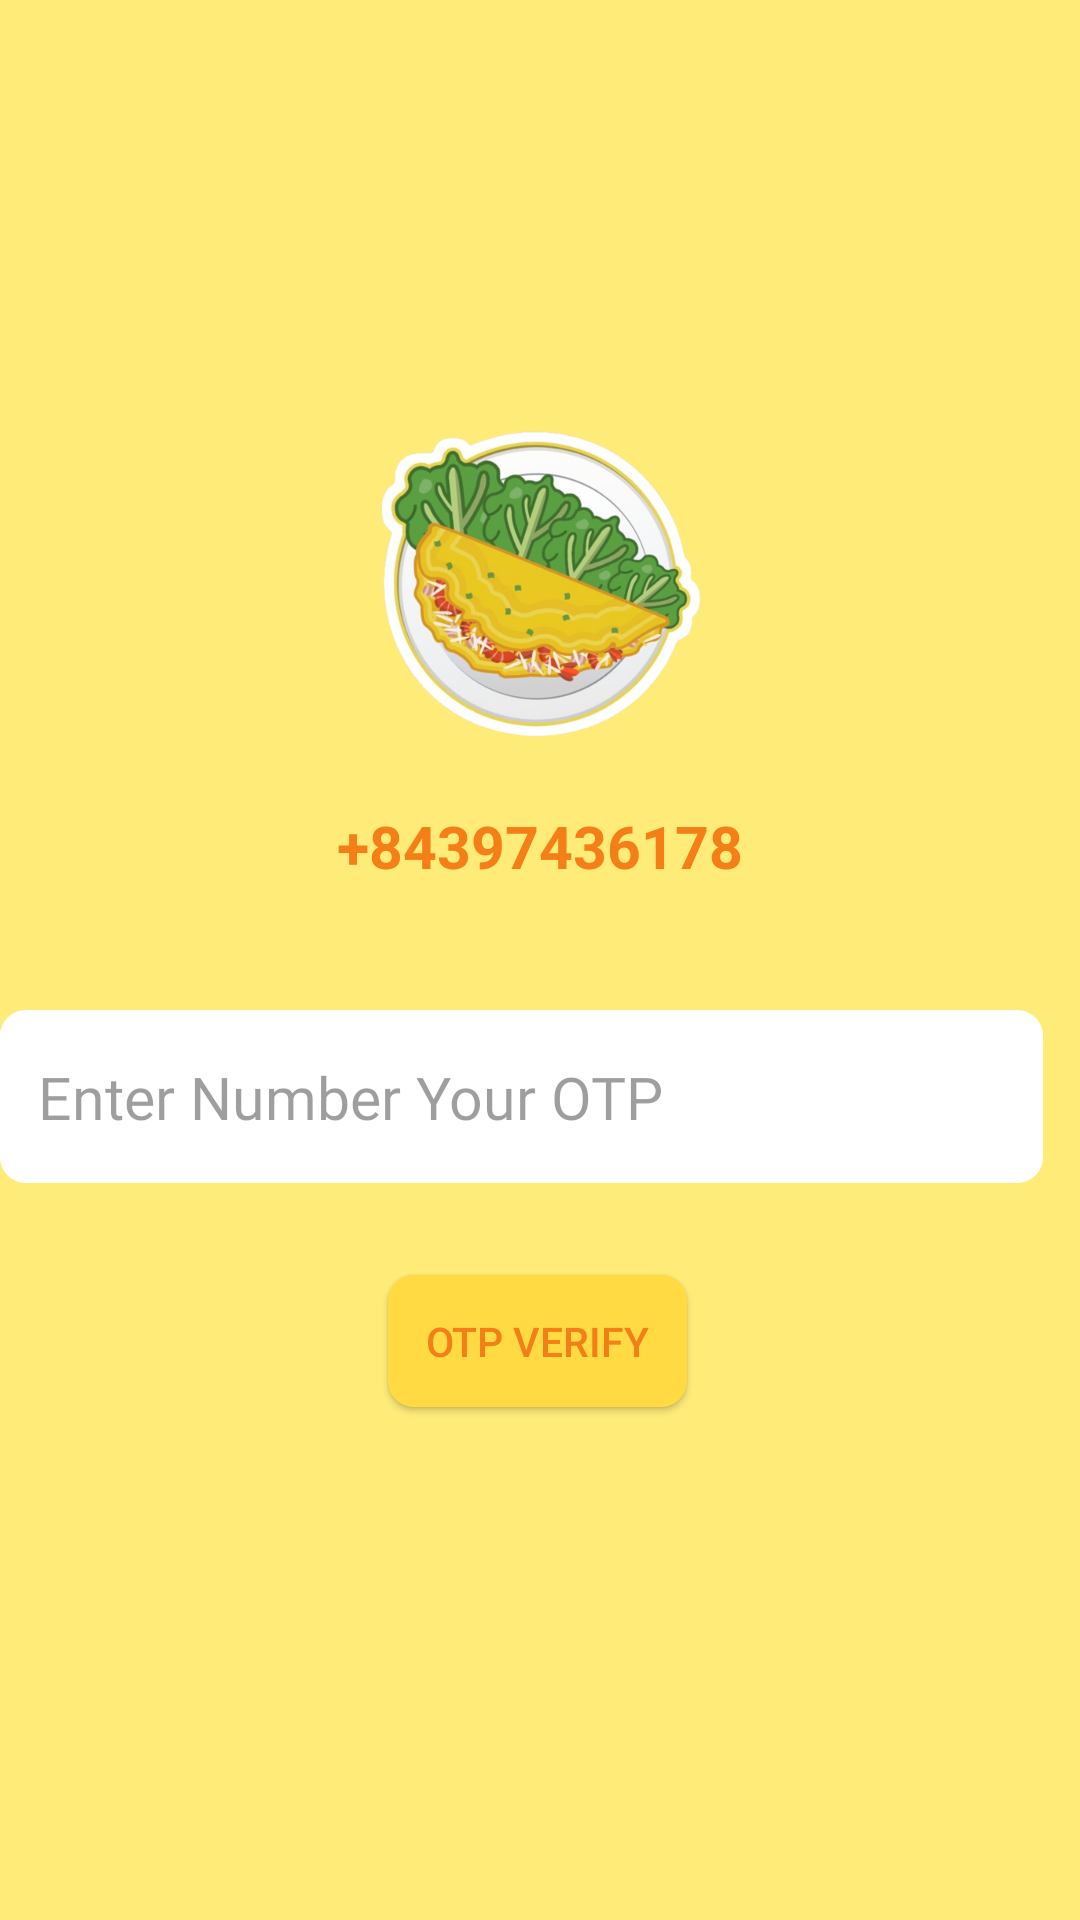 +84397436178
Enter Number Your OTP
OTP VERIFY